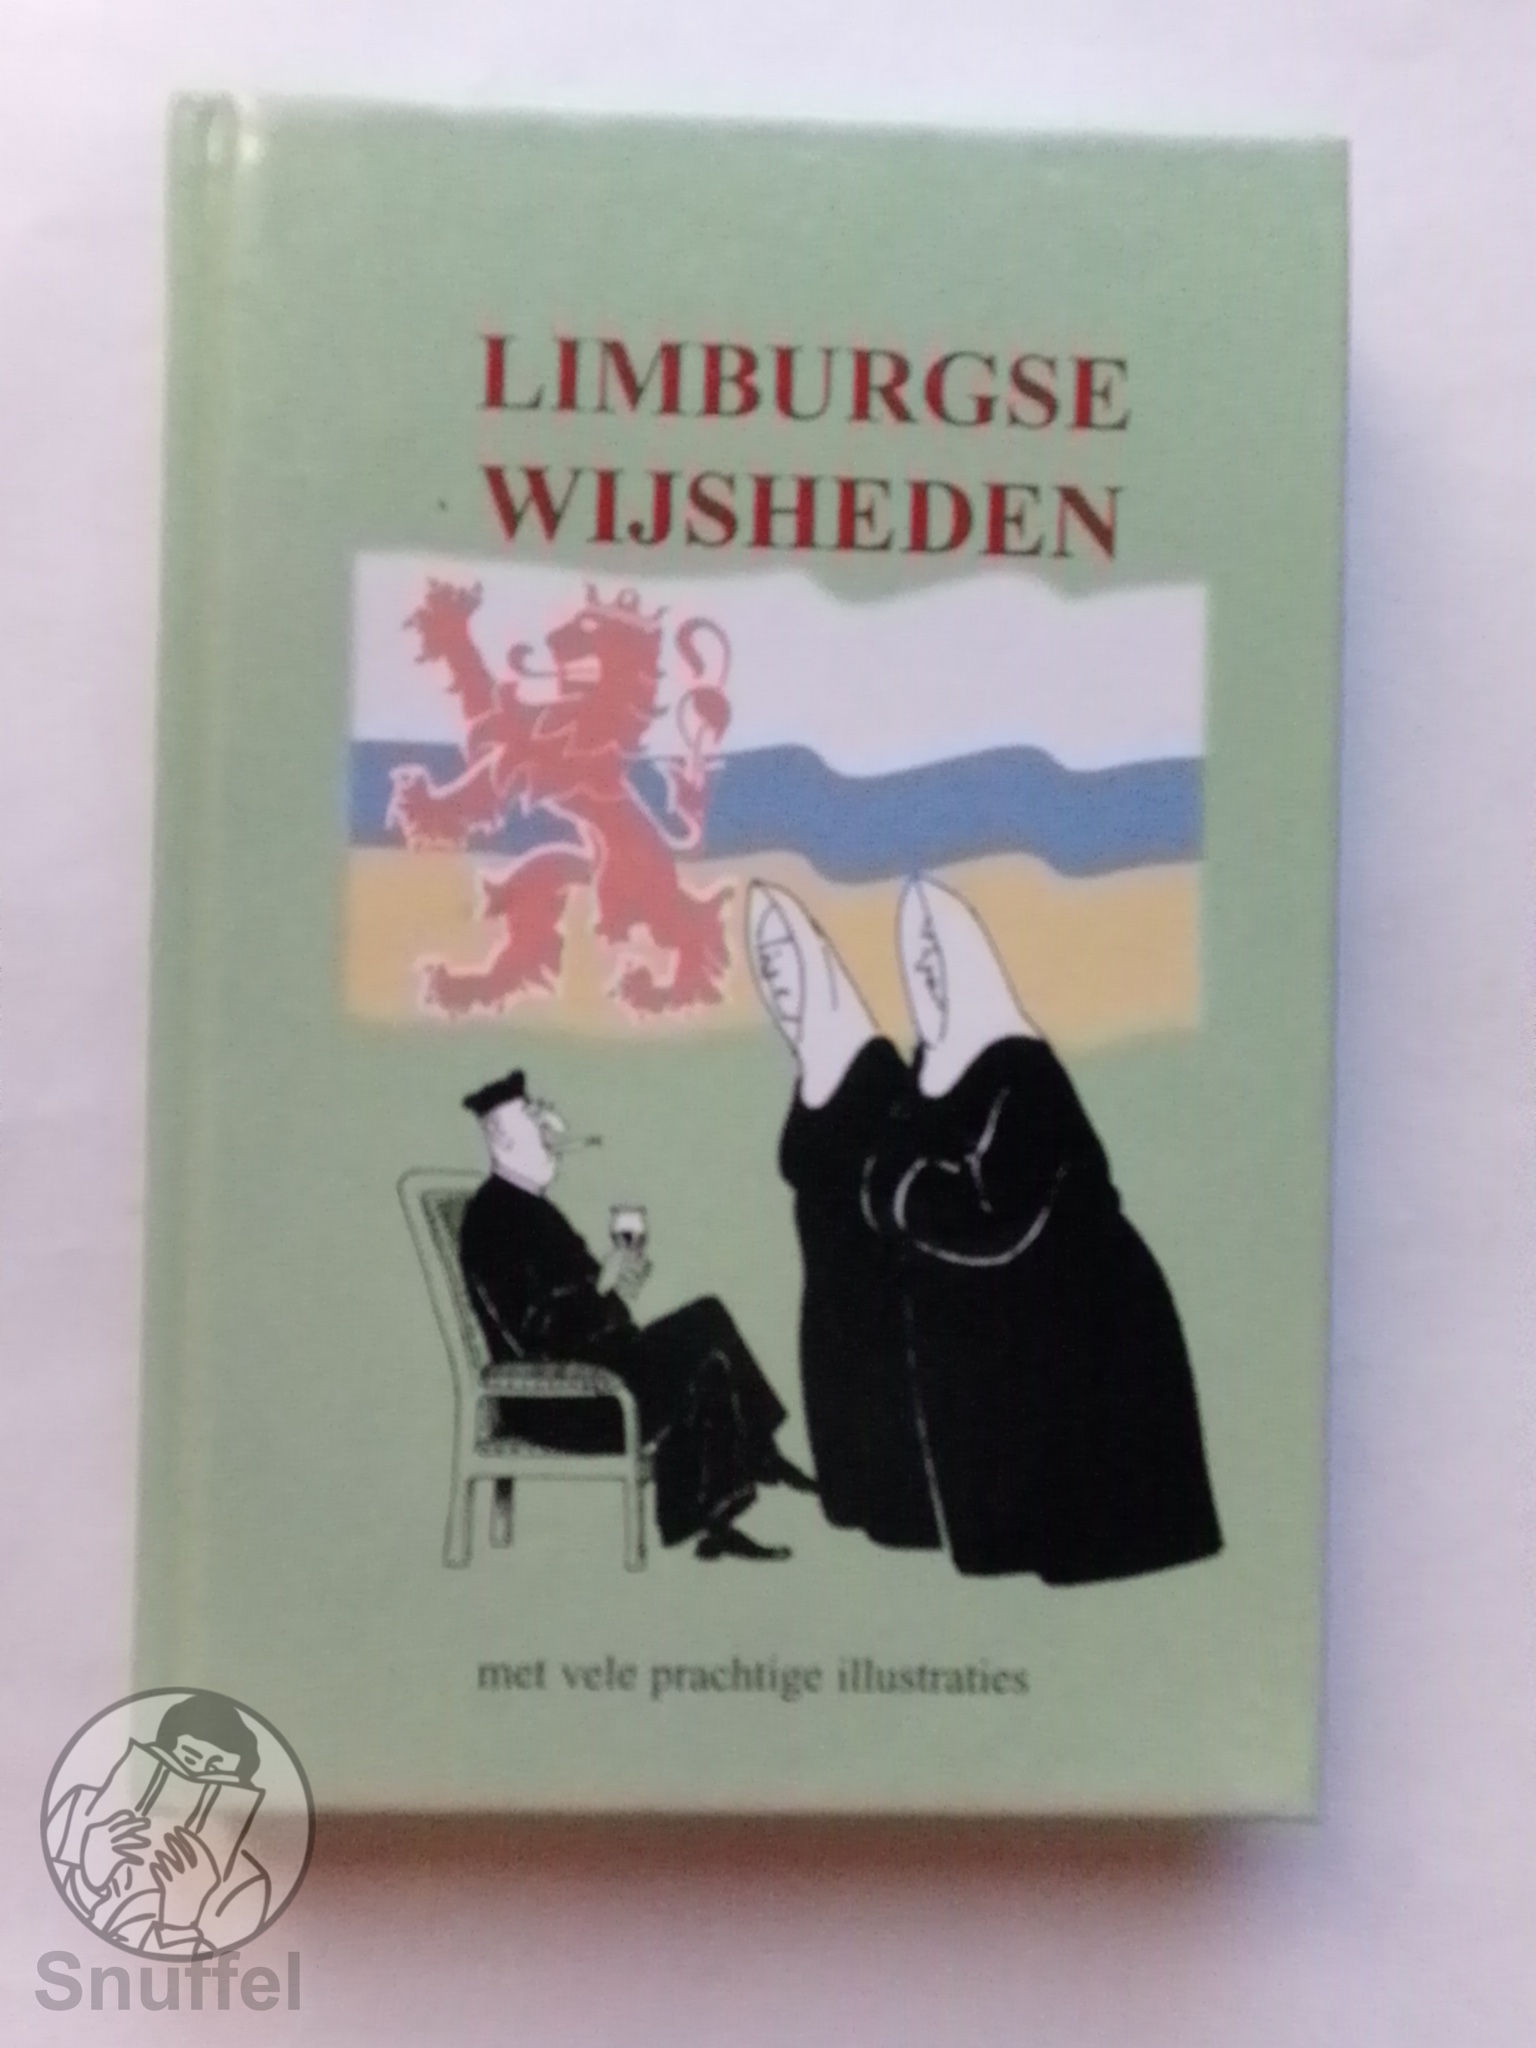 LIMBURGSE
WIJSHEDEN
met vele prachtige illustraties
Snuffel